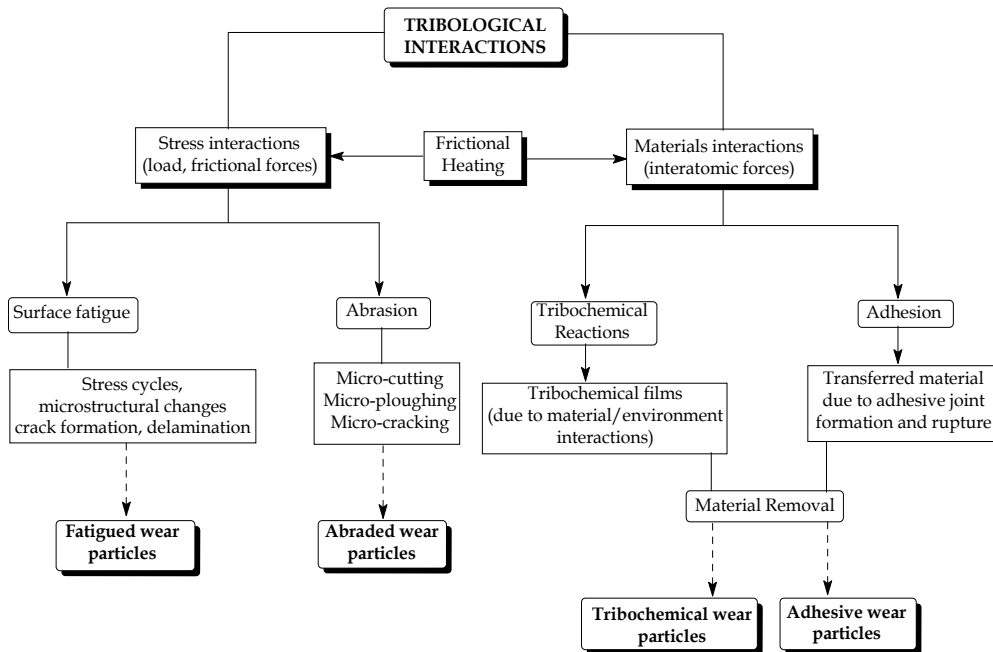 TRIBOLOGICAL
INTERACTIONS
Stress interactions
(load, frictional forces)
Frictional
Heating
Materials interactions
(interatomic forces)
Surface fatigue
Abrasion
Tribochemical
Reactions
Adhesion
Stress cycles,
microstructural changes
crack formation, delamination
Micro-cutting
Micro-ploughing
Micro-cracking
Tribochemical films
(due to material/environment
interactions)
Transferred material
due to adhesive joint
formation and rupture
Material Removal
Fatigued wear
particles
Abraded wear
particles
Tribochemical wear
particles
Adhesive wear
particles